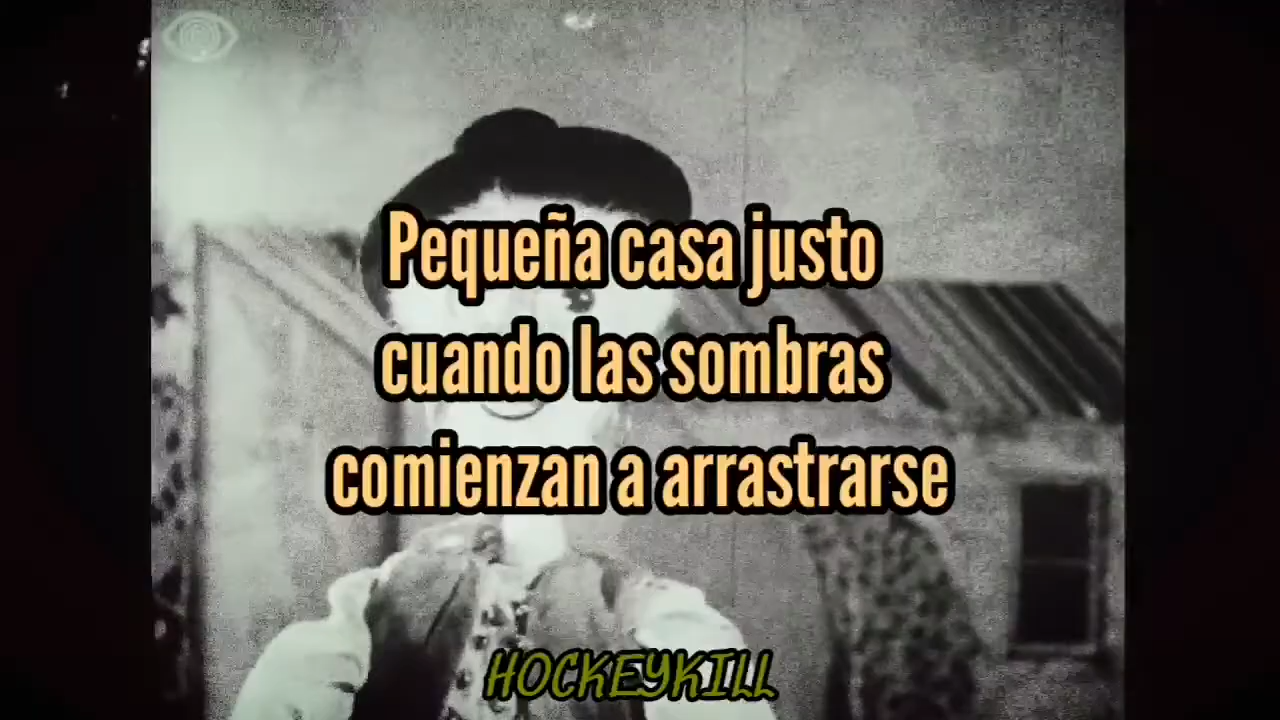 Pequeña casa justo
cuando las sombras
comienzan a arrastrarse
HOCKEYKILL